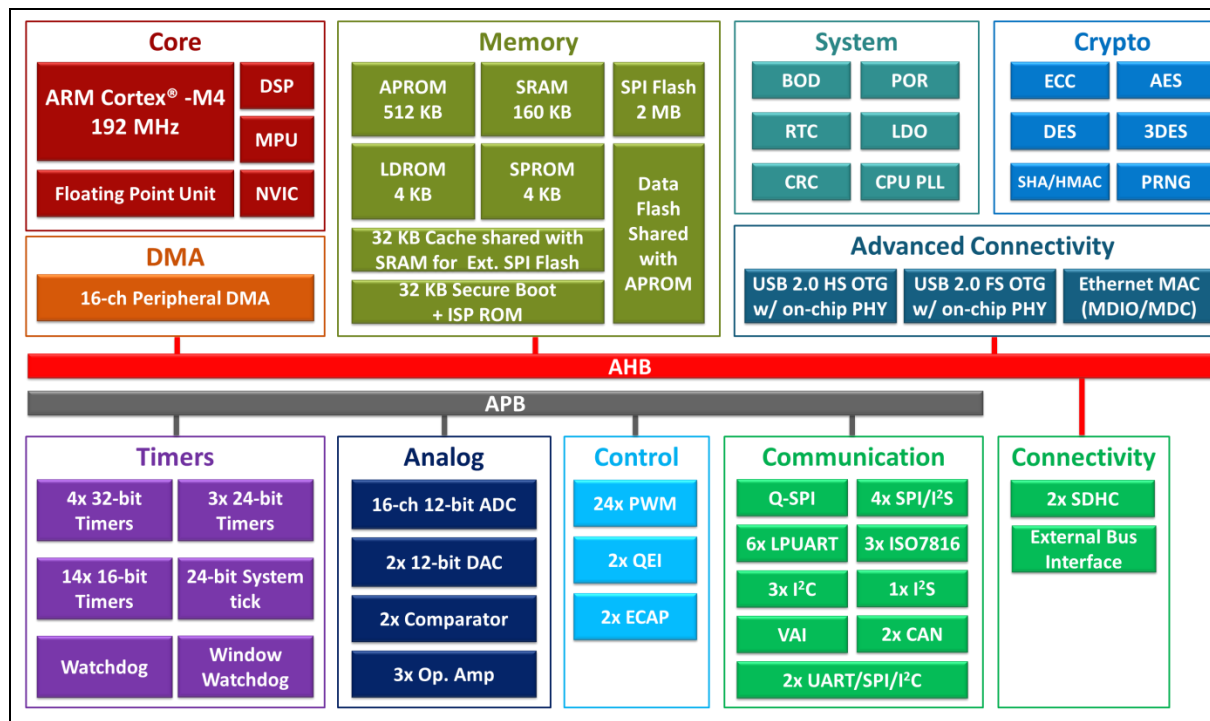 Core
ARM Cortex® -M4
192 MHz
DSP
MPU
Floating Point Unit
NVIC
DMA
16-ch Peripheral DMA
Memory
APROM
512 KB
SRAM
160 KB
SPI Flash
2 MB
LDROM
4 KB
SPROM
4 KB
Data
Flash
Shared
with
APROM
32 KB Cache shared with
SRAM for Ext. SPI Flash
32 KB Secure Boot
+ ISP ROM
System
BOD
POR
RTC
LDO
CRC
CPU PLL
Crypto
ECC
AES
DES
3DES
SHA/HMAC
PRNG
Advanced Connectivity
USB 2.0 HS OTG
w/ on-chip PHY
USB 2.0 FS OTG
w/ on-chip PHY
Ethernet MAC
(MDIO/MDC)
AHB
APB
Timers
4x 32-bit
Timers
3x 24-bit
Timers
14x 16-bit
Timers
24-bit System
tick
Watchdog
Window
Watchdog
Analog
16-ch 12-bit ADC
2x 12-bit DAC
2x Comparator
3x Op. Amp
Control
24x PWM
2x QEI
2x ECAP
Communication
Q-SPI
4x SPI/I²S
6x LPUART
3x ISO7816
3x I²C
1x I²S
VAI
2x CAN
2x UART/SPI/I²C
Connectivity
2x SDHC
External Bus
Interface